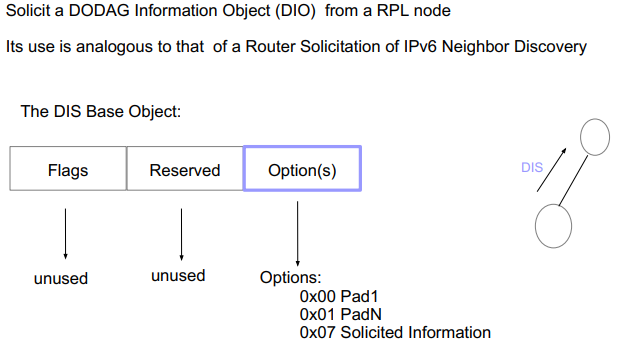 Solicit a DODAG Information Object (DIO) from a RPL node
Its use is analogous to that of a Router Solicitation of IPv6 Neighbor Discovery
The DIS Base Object:
Flags Reserved Option(s)
DIS
unused unused Options:
0x00 Pad1
0x01 PadN
0x07 Solicited Information